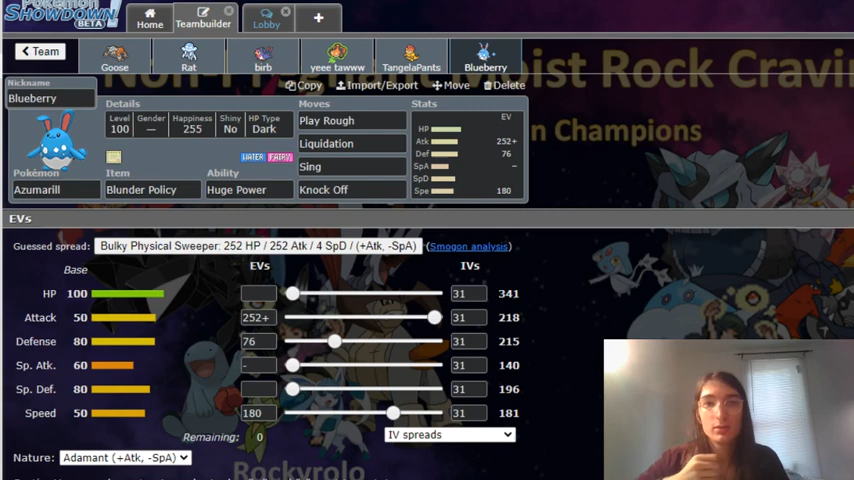 Pokémon
SHOWDOWN!
BETA
Home
Teambuilder
Lobby
+
Team
Goose
Rat
birb
yeee tawww
TangelaPants
Blueberry
Moist Rock Cravi
n Champions
Copy Import/Export Move Delete
Nickname
Blueberry
Details
Level Gender Happiness Shiny HP Type
100 — 255 No Dark
WATER FAIRY
Pokémon Item Ability
Azumarill Blunder Policy Huge Power
Moves
Play Rough
Liquidation
Sing
Knock Off
Stats
EV
HP
Atk 252+
Def 76
SpA –
SpD
Spe 180
EVs
Guessed spread: Bulky Physical Sweeper: 252 HP / 252 Atk / 4 SpD / (+Atk, -SpA) (Smogon analysis)
Base EVs IVs
HP 100 31 341
Attack 50 252+ 31 218
Defense 80 76 31 215
Sp. Atk. 60 - 31 140
Sp. Def. 80 31 196
Speed 50 180 31 181
Remaining: 0 IV spreads
Nature: Adamant (+Atk, -SpA)
Rockyrolo